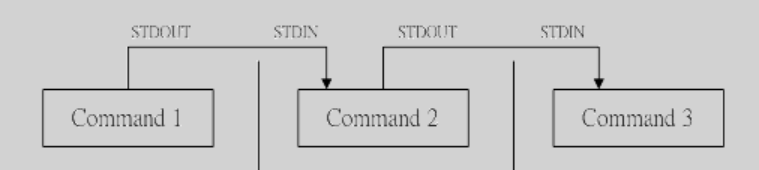 STDOUT STDIN STDOUT STDIN
Command 1 Command 2 Command 3